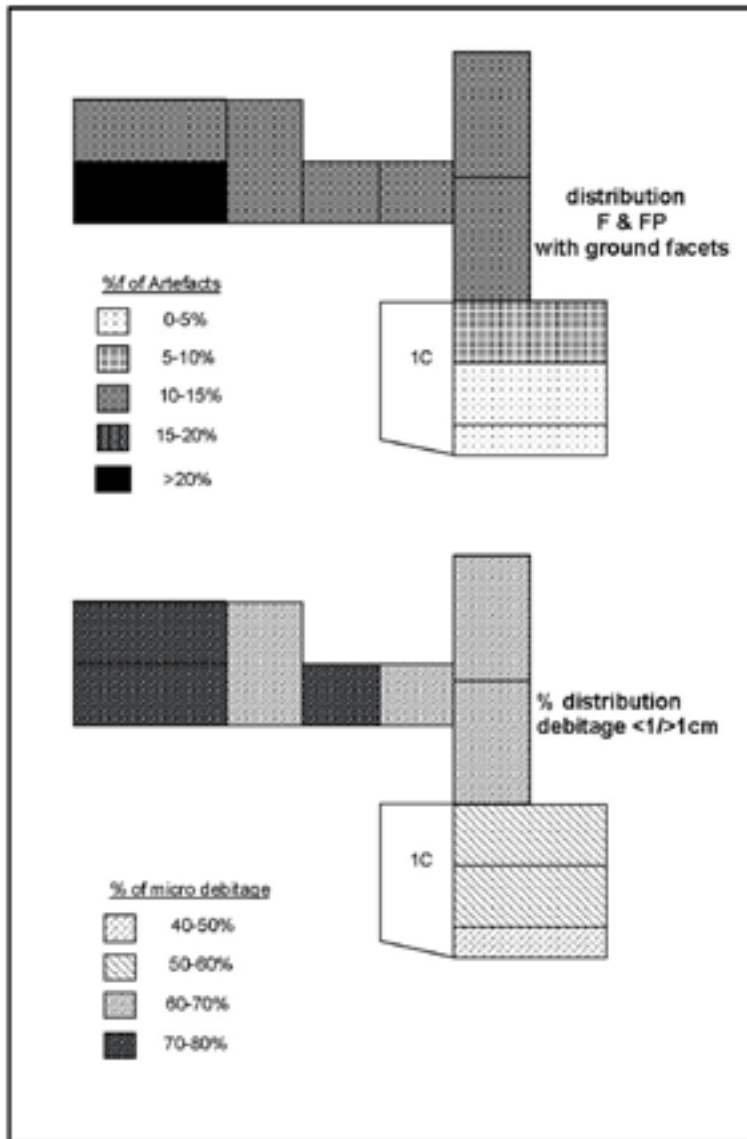 distribution
F & FP
with ground facets
%f of Artefacts
0-5%
5-10%
10-15%
15-20%
>20%
1C
% distribution
debitage <1/>1cm
1C
% of micro debitage
40-50%
50-60%
60-70%
70-80%